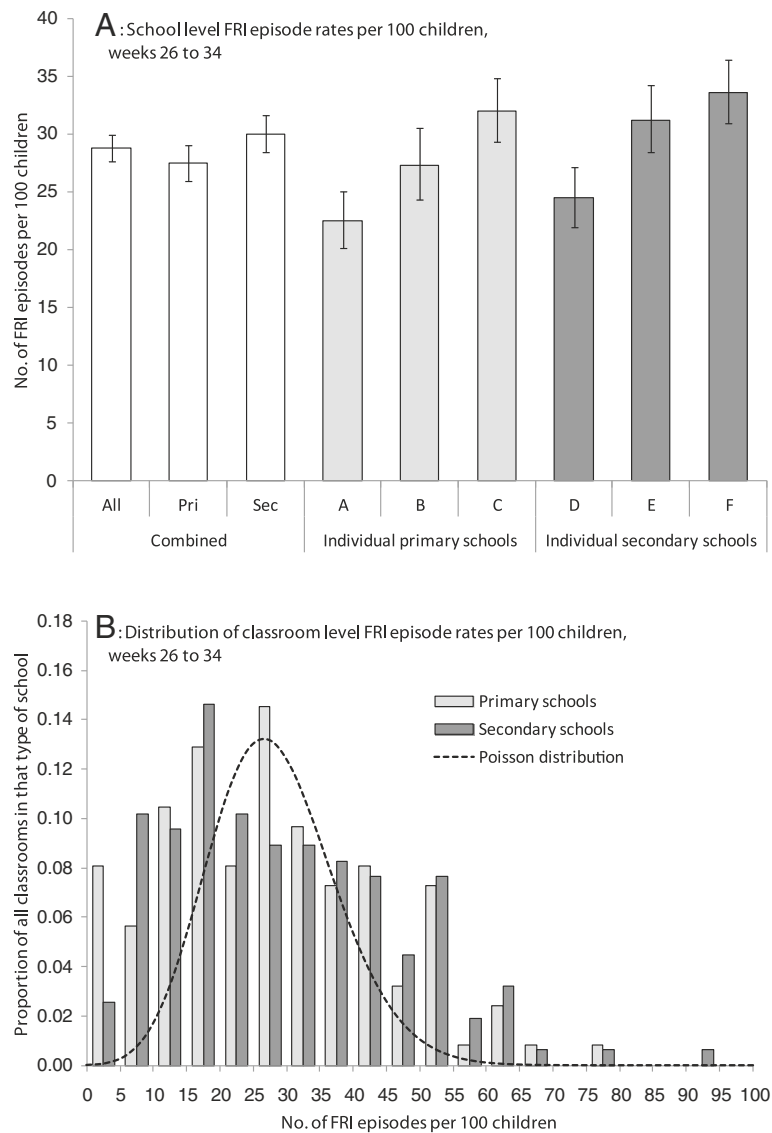 A: School level FRI episode rates per 100 children,
weeks 26 to 34
No. of FRI episodes per 100 children
40
35
30
25
20
15
10
5
0
All Pri Sec A B C D E F
Combined Individual primary schools Individual secondary schools
B: Distribution of classroom level FRI episode rates per 100 children,
weeks 26 to 34
Proportion of all classrooms in that type of school
0.18
0.16
0.14
0.12
0.10
0.08
0.06
0.04
0.02
0.00
Primary schools
Secondary schools
Poisson distribution
0 5 10 15 20 25 30 35 40 45 50 55 60 65 70 75 80 85 90 95 100
No. of FRI episodes per 100 children